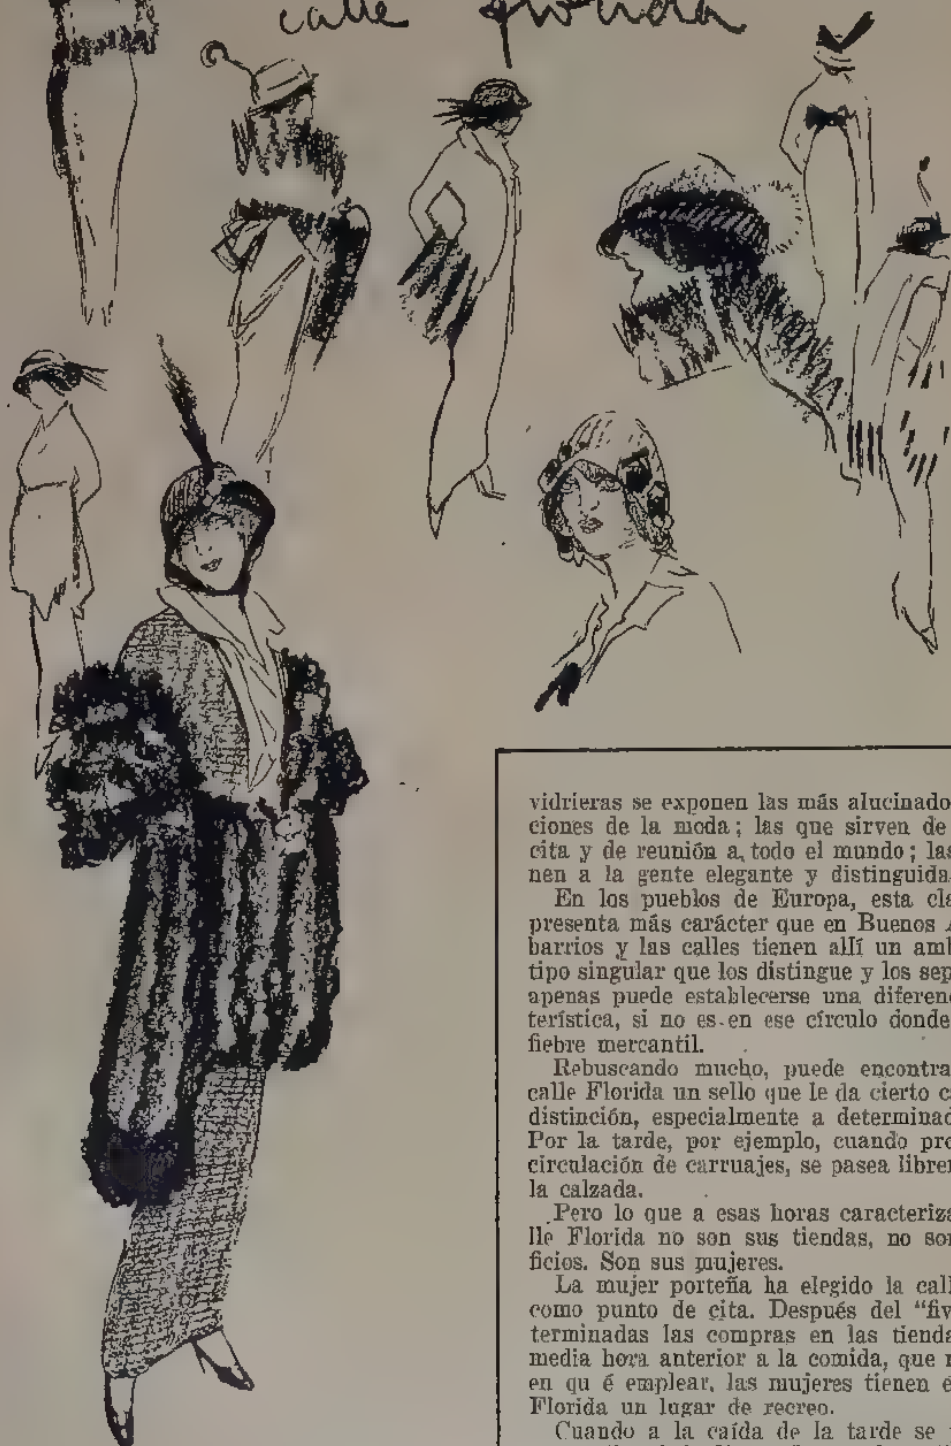 calle Florida
vidrieras se exponen las más alucinado
ciones de la moda; las que sirven de
cita y de reunión a todo el mundo; las
nen a la gente elegante y distinguida
En los pueblos de Europa, esta cla
presenta más carácter que en Buenos A
barrios y las calles tienen allí un amb
tipo singular que los distingue y los sep
apenas puede establecerse una diferenc
terística, si no es en ese círculo donde
fiebre mercantil.
Rebuscando mucho, puede encontra
calle Florida un sello que le da cierto c
distinción, especialmente a determinad
Por la tarde, por ejemplo, cuando pro
circulación de carruajes, se pasea libre
la calzada.
Pero lo que a esas horas caracteriza
lle Florida no son sus tiendas, no son
ficios. Son sus mujeres.
La mujer porteña ha elegido la call
como punto de cita. Después del "fiv
terminadas las compras en las tienda
media hora anterior a la comida, que n
en qu é emplear, las mujeres tienen é
Florida un lugar de recreo.
Cuando a la caída de la tarde se